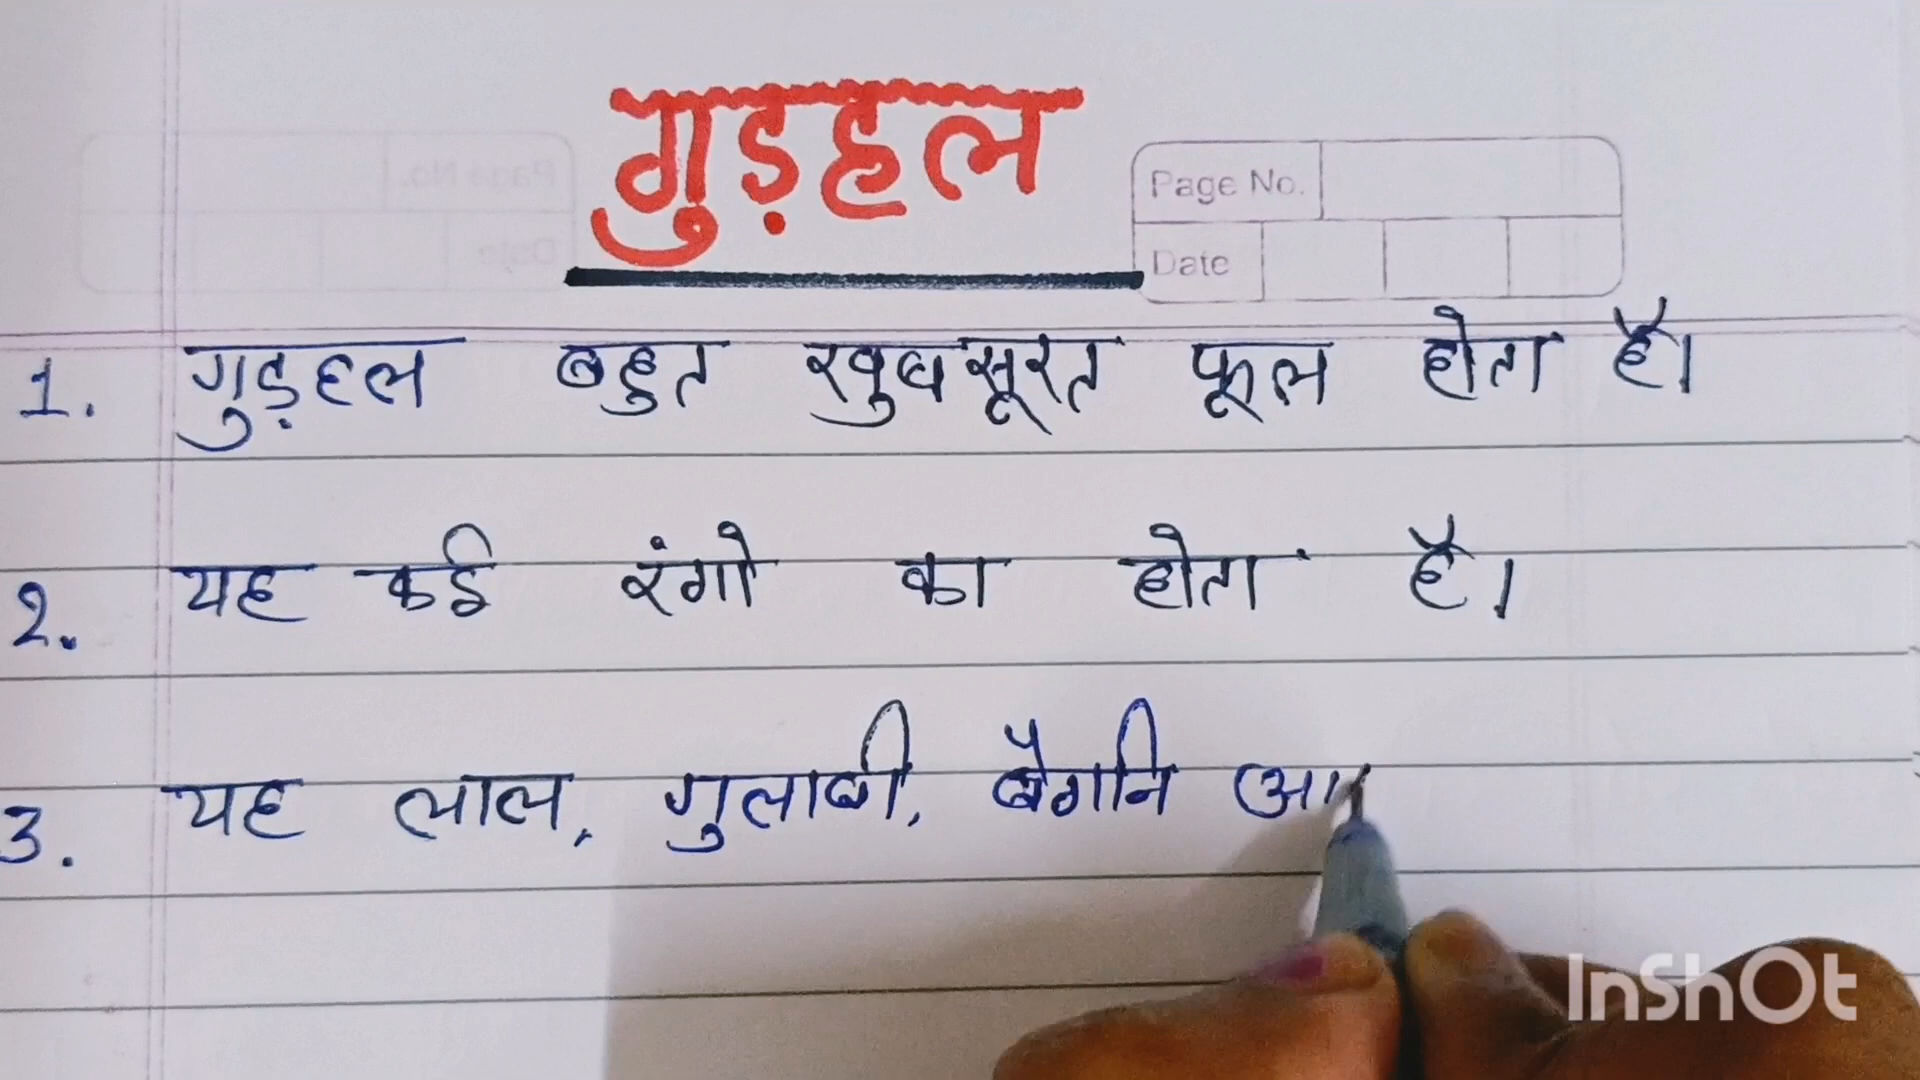 गुड़हल
Page No.
Date
1. गुड़हल बहुत खुबसूरत फूल होता है।
2. यह कई रंगो का होता है।
3. यह लाल, गुलाबी, बैगनि
InShOt